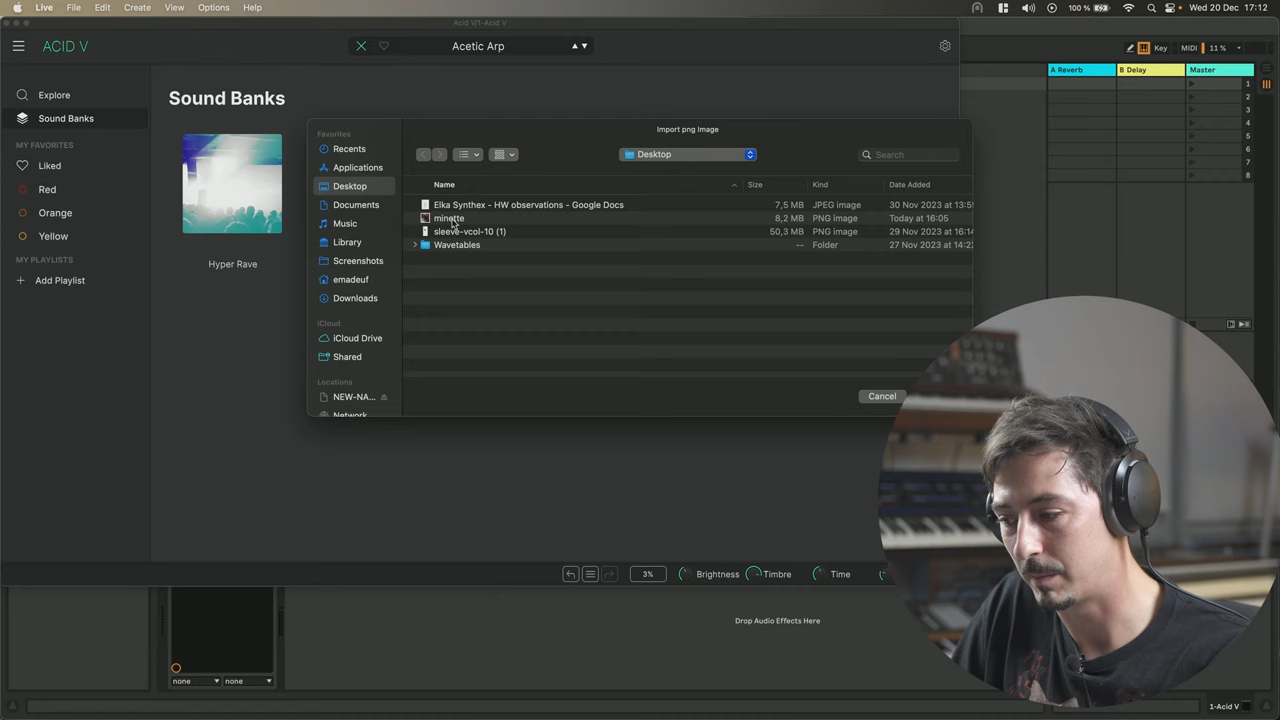 Live File Edit Create View Options Help
100 % Wed 20 Dec 17:12
Acid V/1-Acid V
ACID V
Acetic Arp
Key MIDI 11 %
Explore
Sound Banks
Sound Banks
A Reverb B Delay Master
1
2
3
4
5
6
7
8
MY FAVORITES
Liked
Red
Orange
Yellow
MY PLAYLISTS
Add Playlist
Hyper Rave
Import png Image
Favorites
Recents
Applications
Desktop
Documents
Music
Library
Screenshots
emadeuf
Downloads
iCloud
iCloud Drive
Shared
Locations
NEW-NA...
Network
Desktop
Search
Name Size Kind Date Added
Elka Synthex - HW observations - Google Docs 7,5 MB JPEG image 30 Nov 2023 at 13:59
minette 8,2 MB PNG image Today at 16:05
sleeve-vcol-10 (1) 50,3 MB PNG image 29 Nov 2023 at 16:14
Wavetables -- Folder 27 Nov 2023 at 14:22
Cancel
3% Brightness Timbre Time
Drop Audio Effects Here
none none
1-Acid V